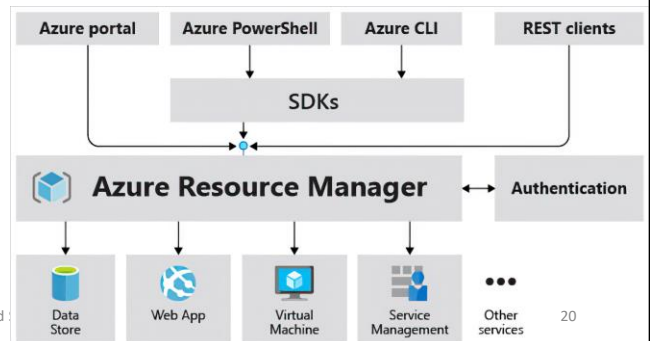 Azure portal
Azure PowerShell
Azure CLI
REST clients
SDKs
Azure Resource Manager
Authentication
Data
Store
Web App
Virtual
Machine
Service
Management
Other
services
20